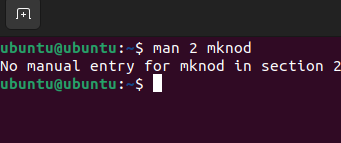 ubuntu@ubuntu:~$ man 2 mknod
No manual entry for mknod in section 2
ubuntu@ubuntu:~$